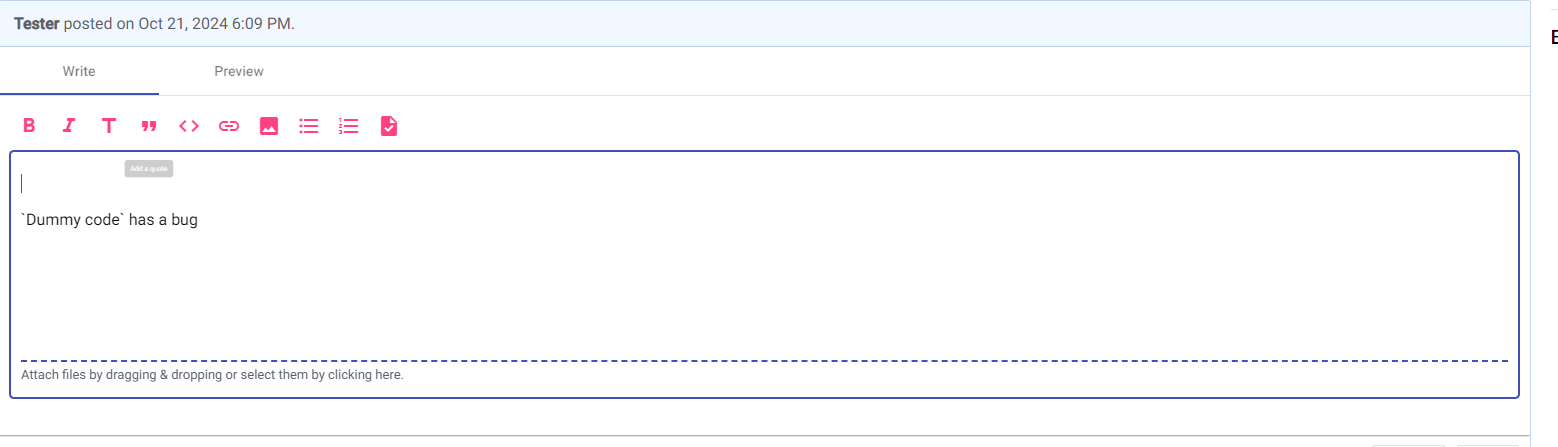 Tester posted on Oct 21, 2024 6:09 PM.
Write Preview
Add a quote
`Dummy code` has a bug
Attach files by dragging & dropping or select them by clicking here.